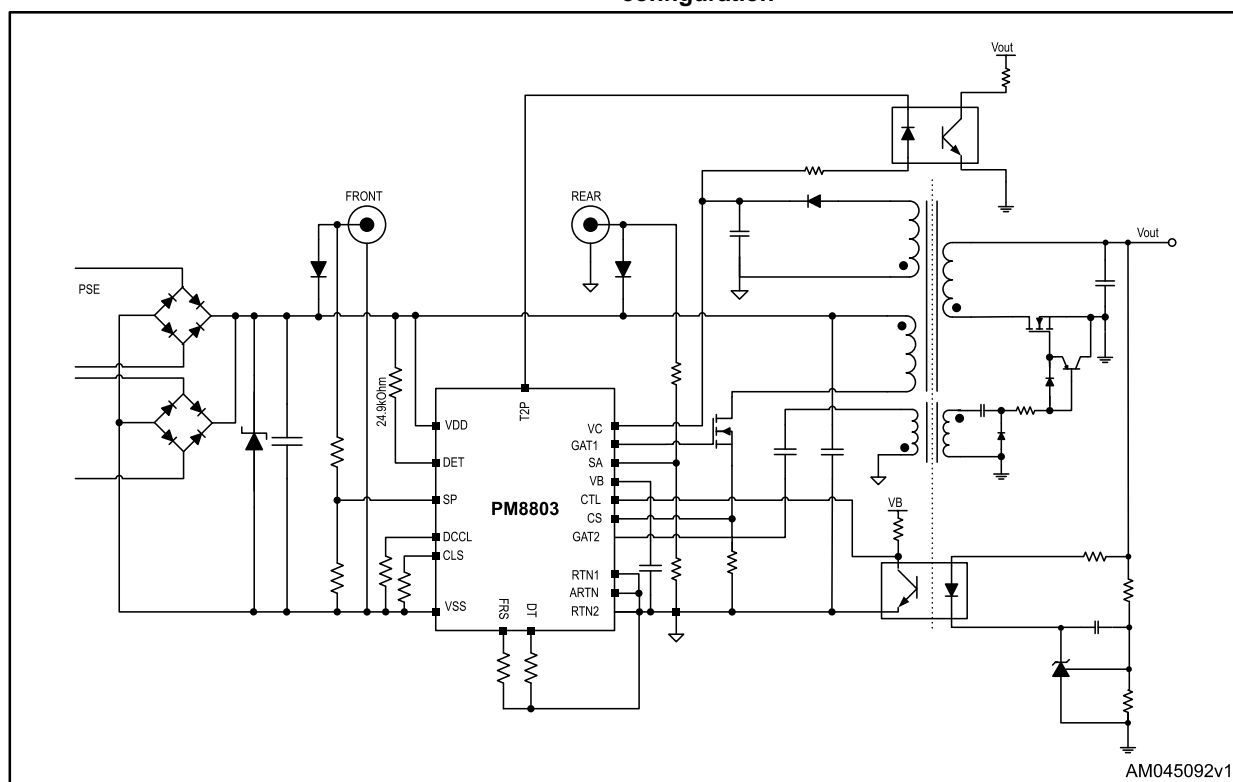 configuration
Vout
FRONT
REAR
Vout
PSE
24.9kOhm
T2P
VDD
VC
GAT1
DET
SA
VB
SP
PM8803
CTL
VB
CS
DCCL
GAT2
CLS
RTN1
ARTN
VSS
FRS
DT
RTN2
AM045092v1